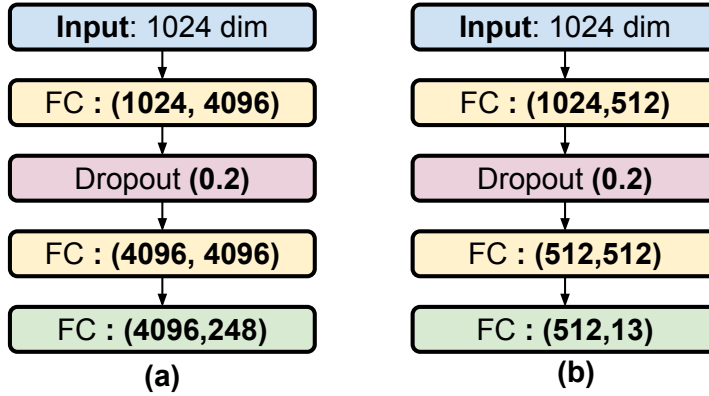 Input: 1024 dim
FC : (1024, 4096)
Dropout (0.2)
FC : (4096, 4096)
FC : (4096,248)
(a)
Input: 1024 dim
FC : (1024,512)
Dropout (0.2)
FC : (512,512)
FC : (512,13)
(b)